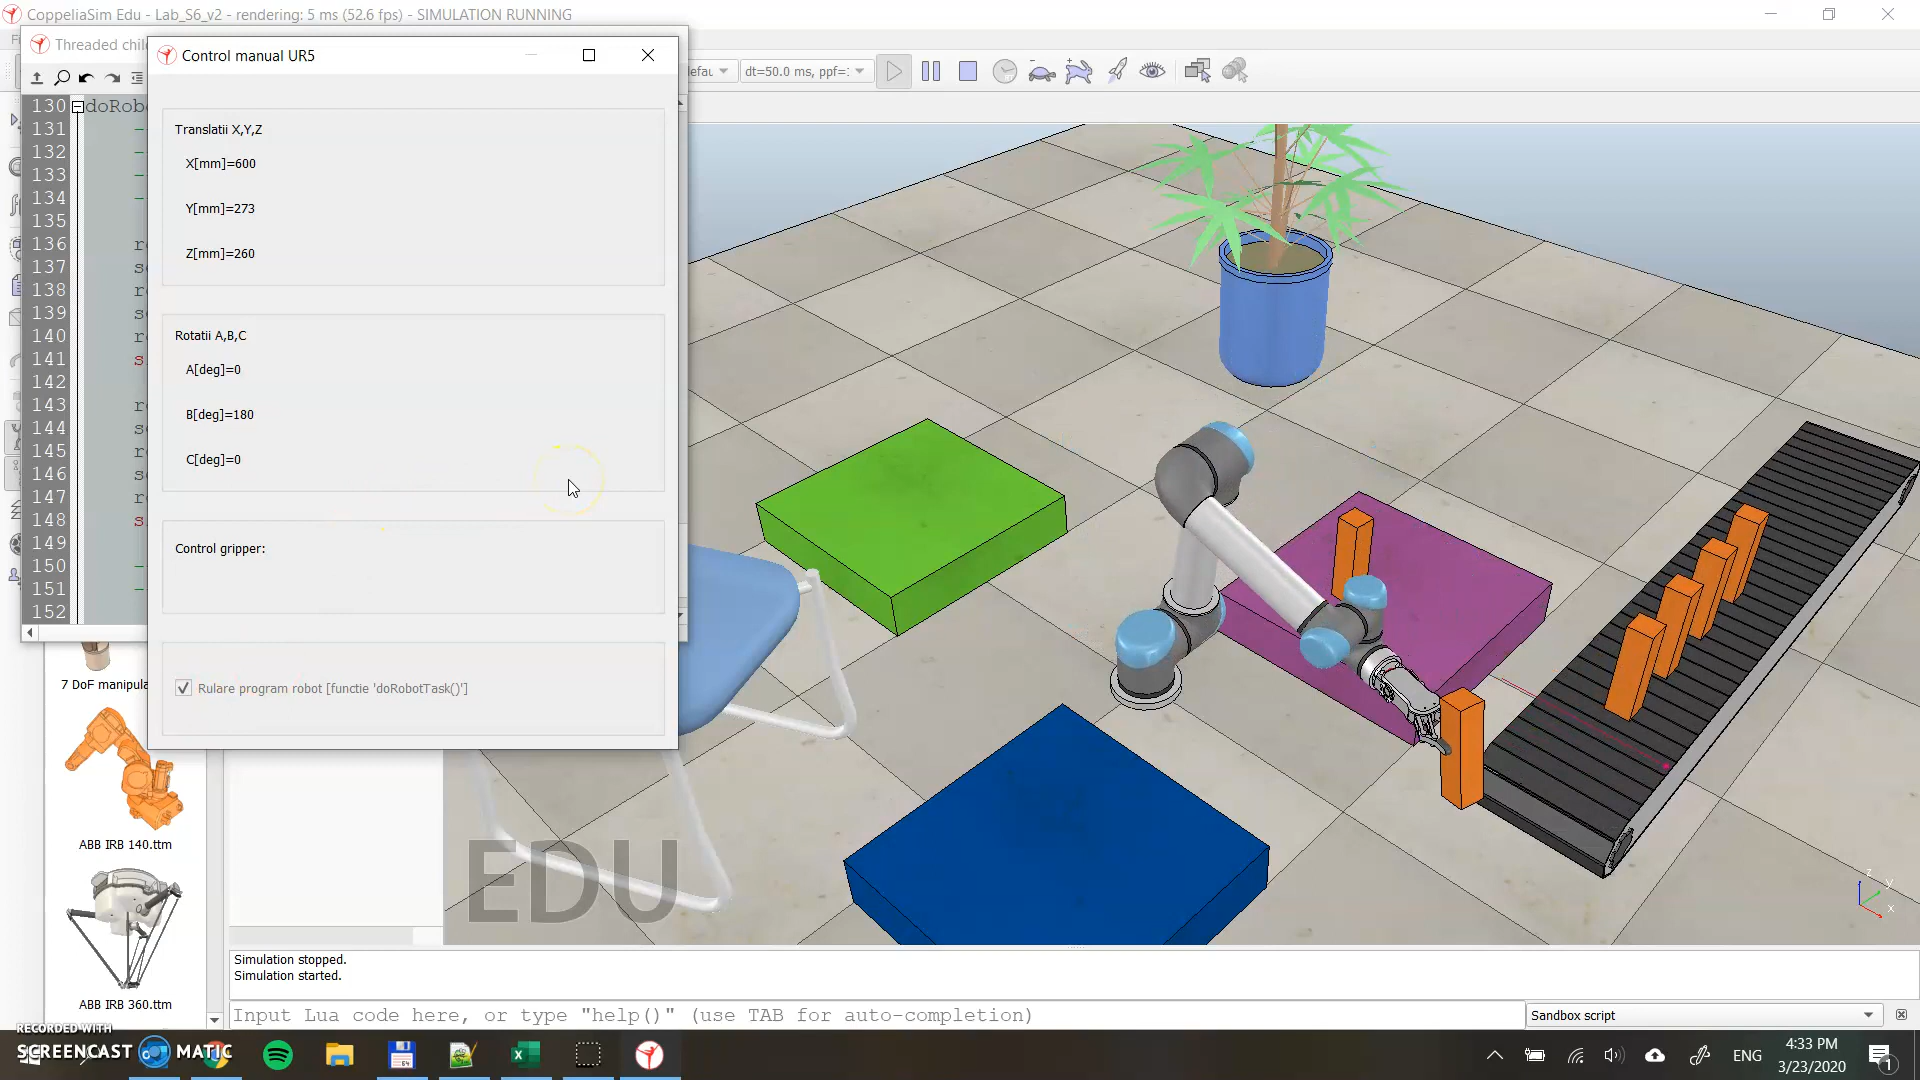 CoppeliaSim Edu - Lab_S6_v2 - rendering: 5 ms (52.6 fps) - SIMULATION RUNNING
Threaded
Control manual UR5
dt=50.0 ms, ppf=:
130
131
132
133
134
135
136
137
138
139
140
141
142
143
144
145
146
147
148
149
150
151
152
doRob
Translatii X,Y,Z
X[mm]=600
Y[mm]=273
Z[mm]=260
Rotatii A,B,C
A[deg]=0
B[deg]=180
C[deg]=0
Control gripper:
Rulare program robot [functie 'doRobotTask()']
7 DoF manipula
ABB IRB 140.ttm
ABB IRB 360.ttm
EDU
z
y
x
Simulation stopped.
Simulation started.
Input Lua code here, or type "help()" (use TAB for auto-completion)
Sandbox script
RECORDED WITH
SCREENCAST MATIC
ENG
4:33 PM
3/23/2020
1